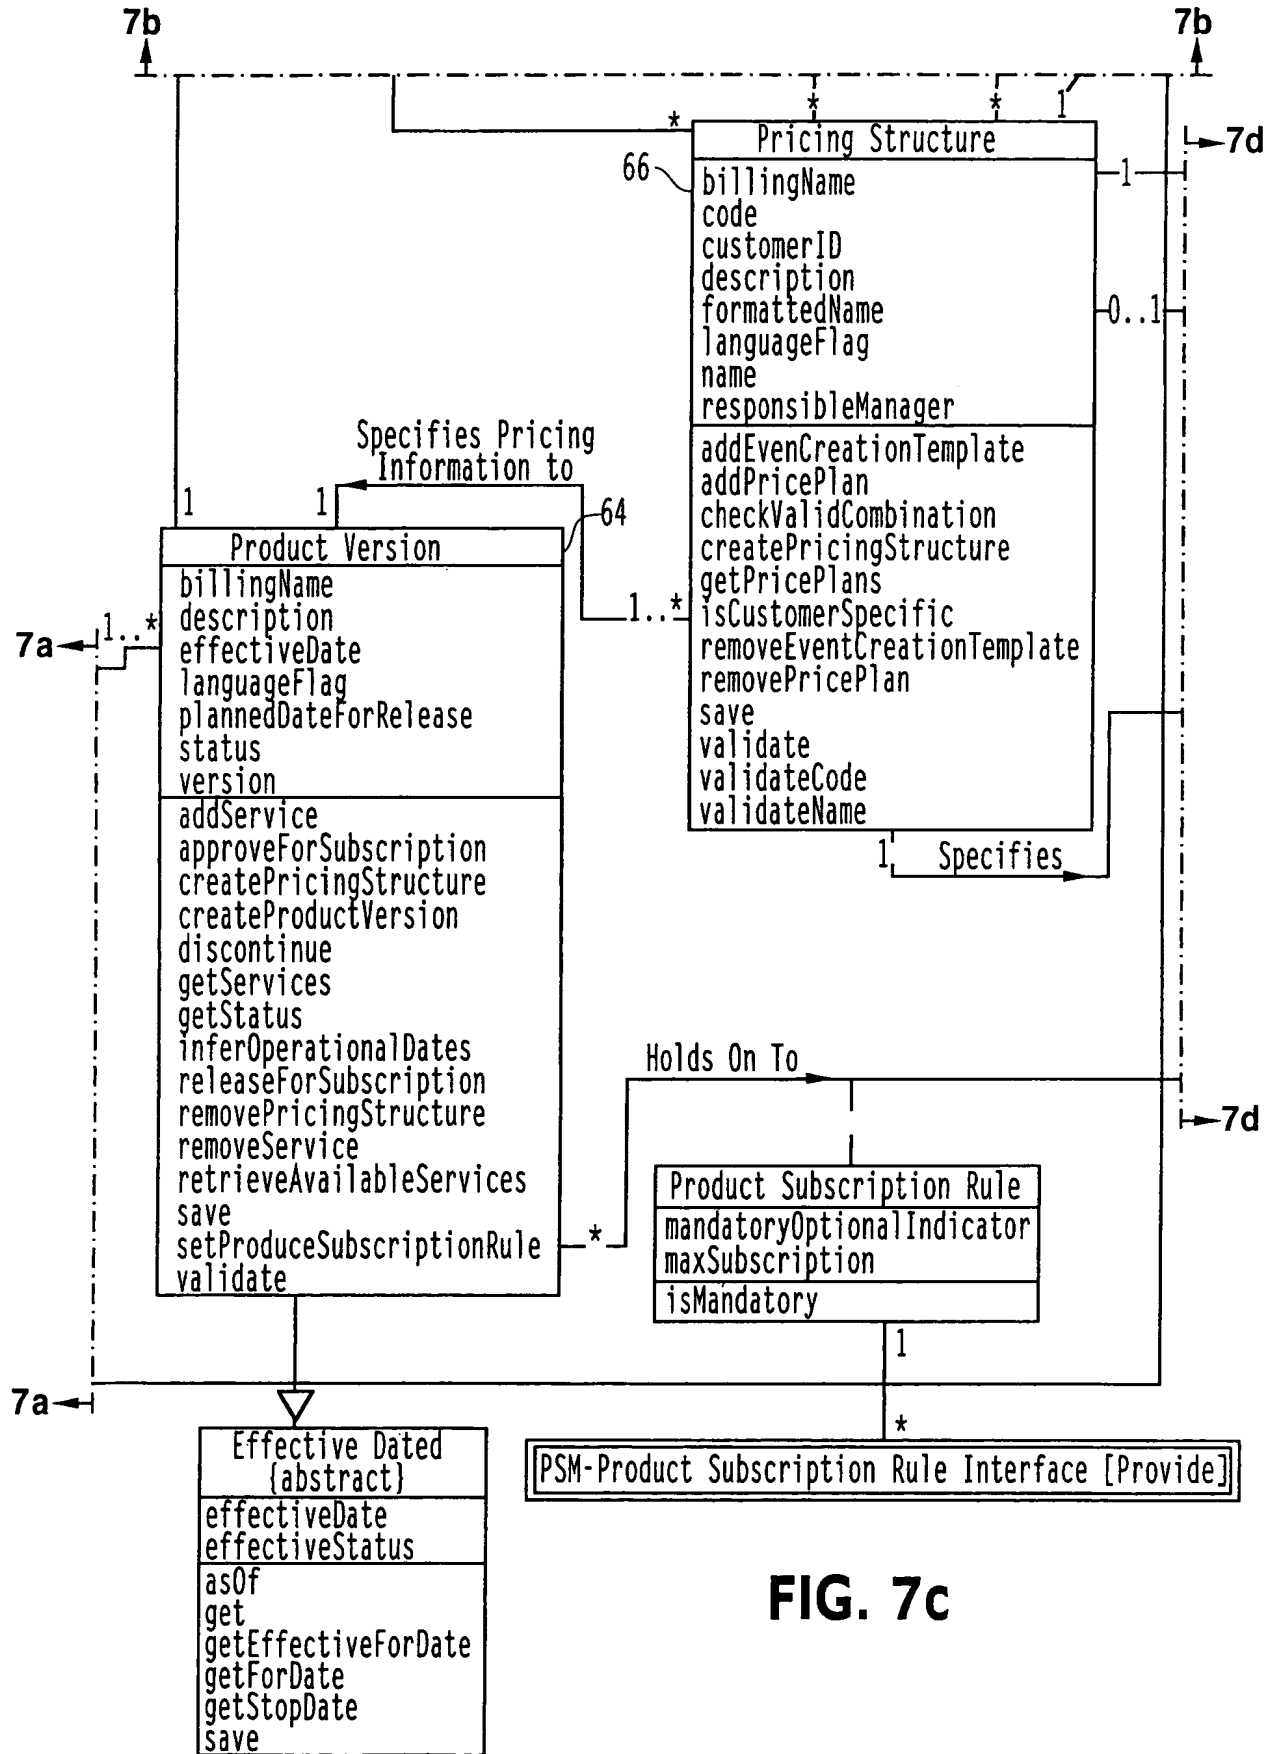 7b 7b
* * * 1
Pricing Structure
7d
66
1
billingName
code
customerID
description
formattedName
0..1
languageFlag
name
responsibleManager
addEvenCreationTemplate
addPricePlan
checkValidCombination
createPricingStructure
getPricePlans
isCustomerSpecific
removeEventCreationTemplate
removePricePlan
save
validate
validateCode
validateName
1
Specifies
Specifies Pricing
Information to
1 1
1..*
64
Product Version
7a
1..*
billingName
description
effectiveDate
languageFlag
plannedDateForRelease
status
version
addService
approveForSubscription
createPricingStructure
createProductVersion
discontinue
getServices
getStatus
inferOperationalDates
releaseForSubscription
removePricingStructure
removeService
retrieveAvailableServices
save
setProduceSubscriptionRule
validate
*
Holds On To
7d
Product Subscription Rule
mandatoryOptionalIndicator
maxSubscription
isMandatory
1
*
PSM-Product Subscription Rule Interface [Provide]
7a
Effective Dated
{abstract}
effectiveDate
effectiveStatus
asOf
get
getEffectiveForDate
getForDate
getStopDate
save
FIG. 7c